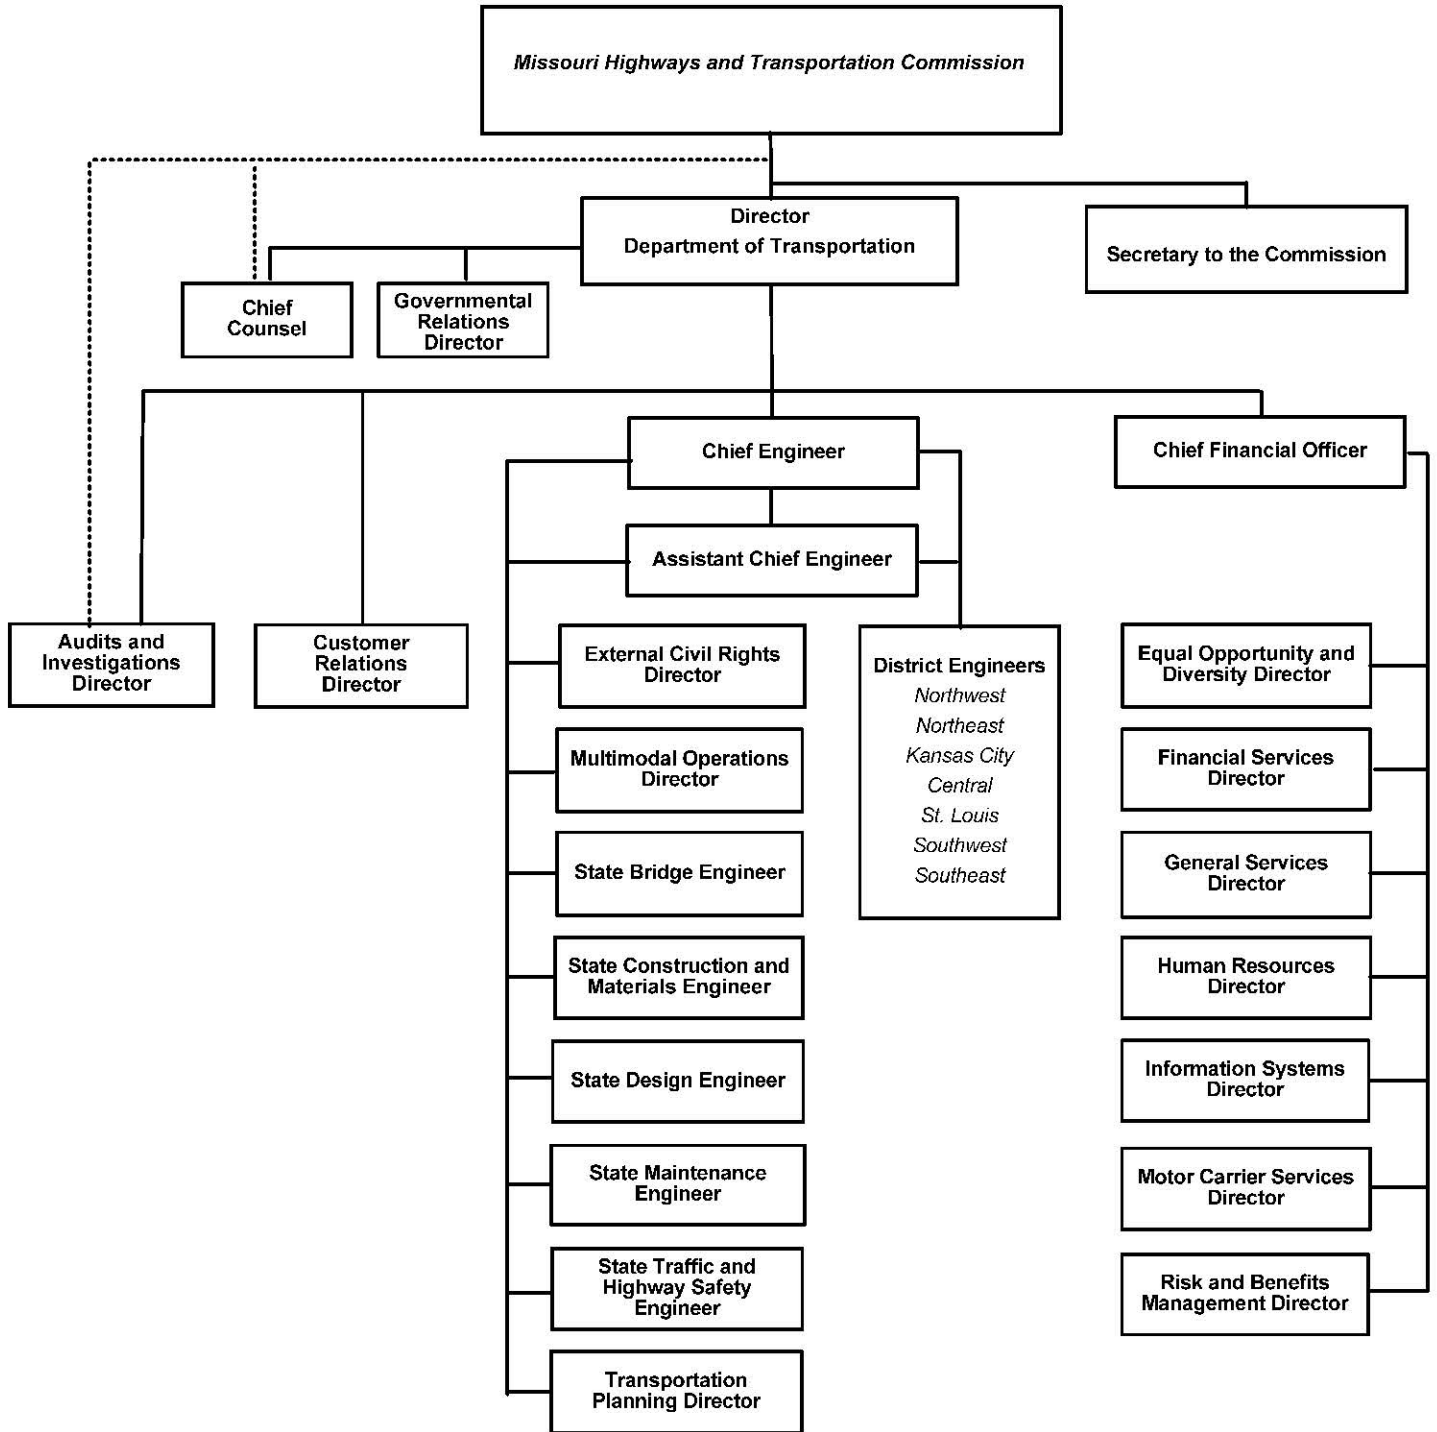 Missouri Highways and Transportation Commission
Director
Department of Transportation
Secretary to the Commission
Chief
Counsel
Governmental
Relations
Director
Chief Engineer
Chief Financial Officer
Assistant Chief Engineer
Audits and
Investigations
Director
Customer
Relations
Director
External Civil Rights
Director
Multimodal Operations
Director
State Bridge Engineer
State Construction and
Materials Engineer
State Design Engineer
State Maintenance
Engineer
State Traffic and
Highway Safety
Engineer
Transportation
Planning Director
District Engineers
Northwest
Northeast
Kansas City
Central
St. Louis
Southwest
Southeast
Equal Opportunity and
Diversity Director
Financial Services
Director
General Services
Director
Human Resources
Director
Information Systems
Director
Motor Carrier Services
Director
Risk and Benefits
Management Director